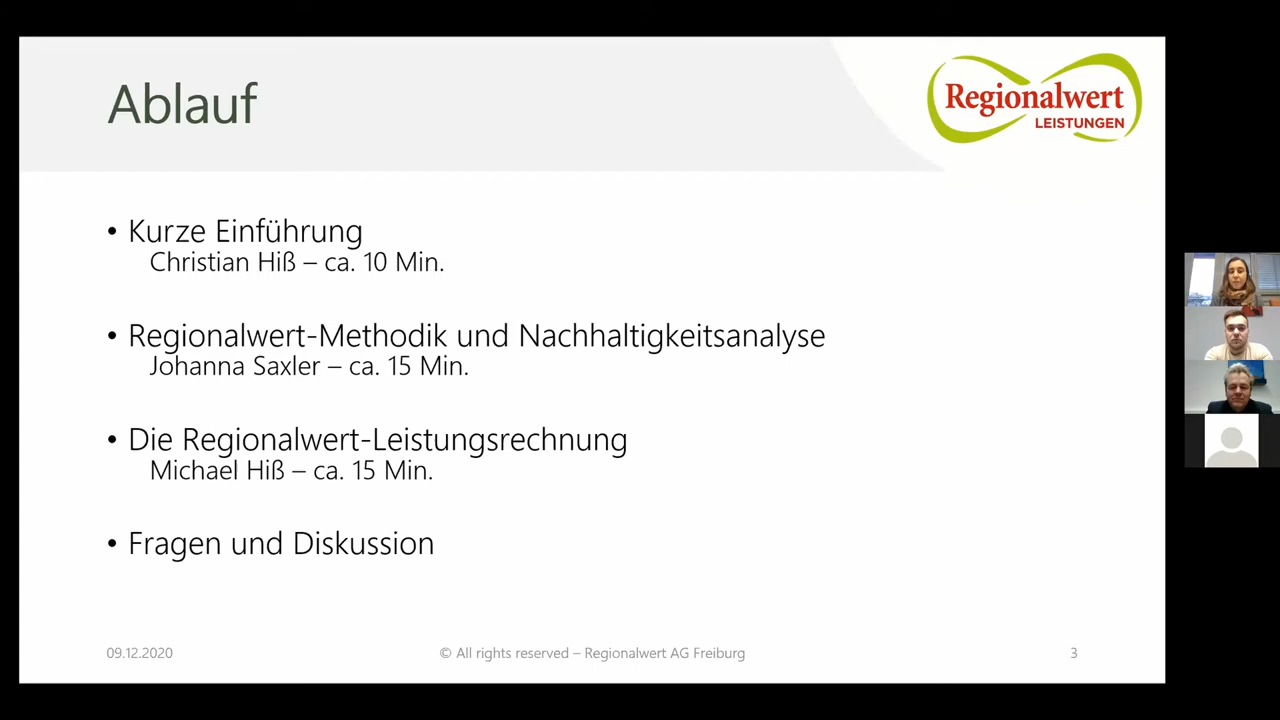 Ablauf
Regionalwert
LEISTUNGEN
• Kurze Einführung
Christian Hiß – ca. 10 Min.
• Regionalwert-Methodik und Nachhaltigkeitsanalyse
Johanna Saxler – ca. 15 Min.
• Die Regionalwert-Leistungsrechnung
Michael Hiß – ca. 15 Min.
• Fragen und Diskussion
09.12.2020
© All rights reserved – Regionalwert AG Freiburg
3